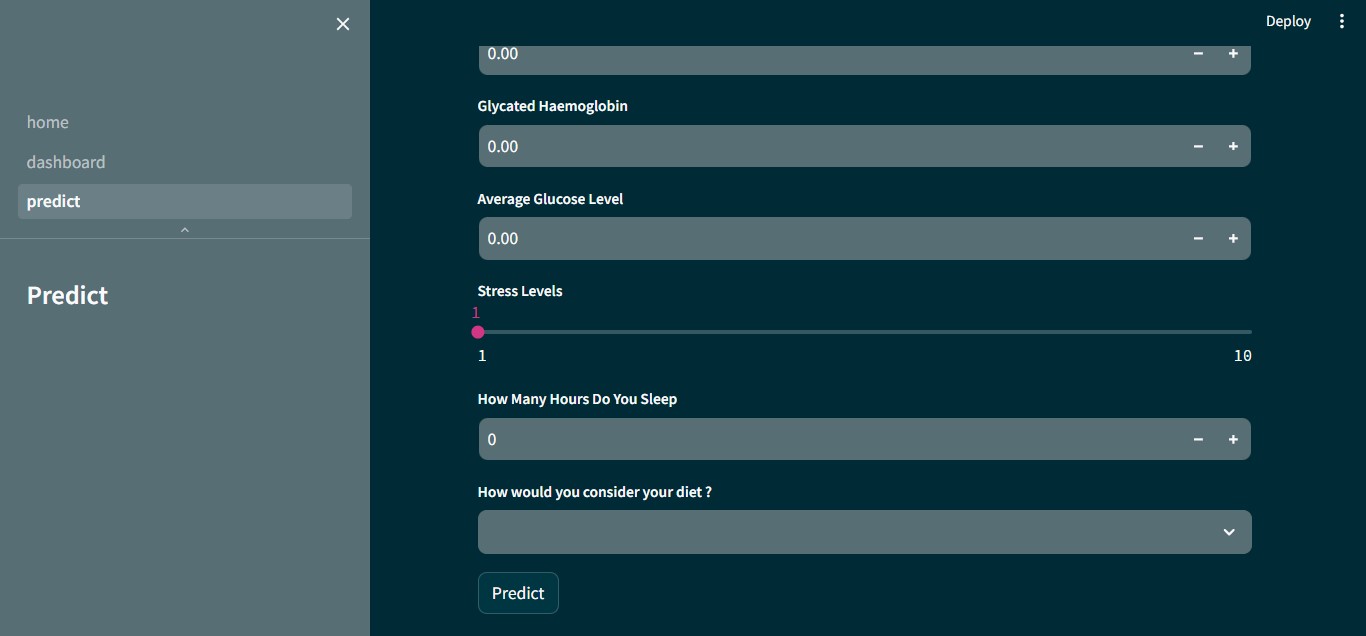 Deploy
home
dashboard
predict
Predict
0.00
Glycated Haemoglobin
0.00
Average Glucose Level
0.00
Stress Levels
1
1 10
How Many Hours Do You Sleep
0
How would you consider your diet ?
Predict